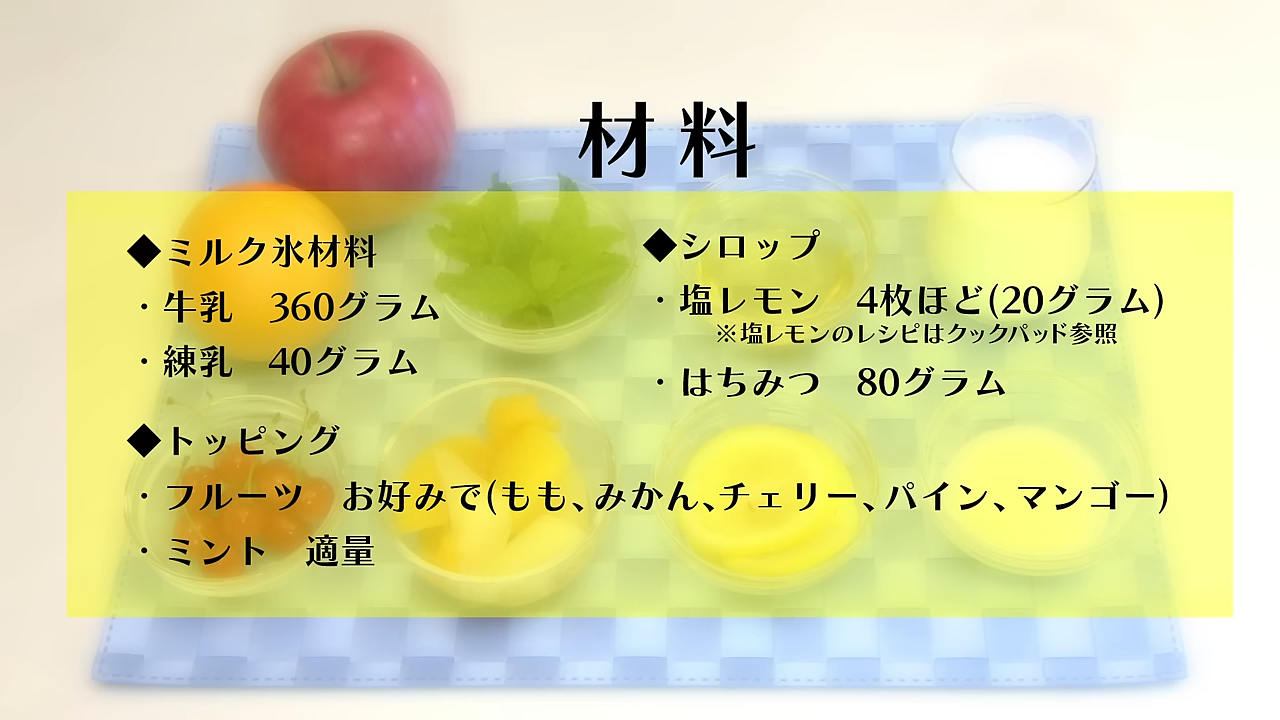 材料
◆ミルク氷材料
・牛乳　360グラム
・練乳　40グラム
◆シロップ
・塩レモン　4枚ほど(20グラム)
※塩レモンのレシピはクックパッド参照
・はちみつ　80グラム
◆トッピング
・フルーツ　お好みで(もも、みかん、チェリー、パイン、マンゴー)
・ミント　適量